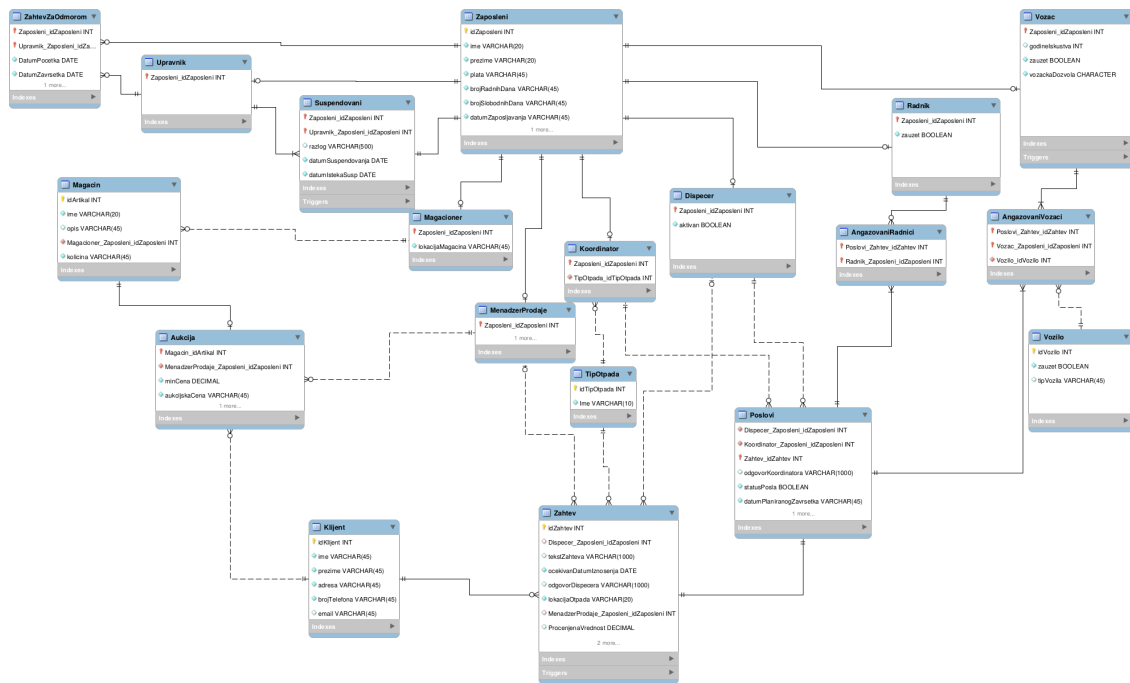 ZahtevZaOdmorom
Zaposleni_idZaposleni INT
Upravnik_Zaposleni_idZa...
DatumPocetka DATE
DatumZavrsetka DATE
1 more...
Indexes
Upravnik
Zaposleni_idZaposleni INT
Indexes
Suspendovani
Zaposleni_idZaposleni INT
Upravnik_Zaposleni_idZaposleni INT
razlog VARCHAR(500)
datumSuspendovanja DATE
datumIstekaSusp DATE
Indexes
Triggers
Zaposleni
idZaposleni INT
ime VARCHAR(20)
prezime VARCHAR(20)
plata VARCHAR(45)
brojRadnihDana VARCHAR(45)
brojSlobodnihDana VARCHAR(45)
datumZaposljavanja VARCHAR(45)
1 more...
Indexes
Vozac
Zaposleni_idZaposleni INT
godineIskustva INT
zauzet BOOLEAN
vozackaDozvola CHARACTER
Indexes
Triggers
Radnik
Zaposleni_idZaposleni INT
zauzet BOOLEAN
Indexes
Magacin
idArtikal INT
ime VARCHAR(20)
opis VARCHAR(45)
Magacioner_Zaposleni_idZaposleni INT
kolicina VARCHAR(45)
Indexes
Magacioner
Zaposleni_idZaposleni INT
lokacijaMagacina VARCHAR(45)
Indexes
Koordinator
Zaposleni_idZaposleni INT
TipOtpada_idTipOtpada INT
Indexes
Dispecer
Zaposleni_idZaposleni INT
aktivan BOOLEAN
Indexes
AngazovaniRadnici
Poslovi_Zahtev_idZahtev INT
Radnik_Zaposleni_idZaposleni INT
Indexes
AngazovaniVozaci
Poslovi_Zahtev_idZahtev INT
Vozac_Zaposleni_idZaposleni INT
Vozilo_idVozilo INT
Indexes
MenadzerProdaje
Zaposleni_idZaposleni INT
1 more...
Indexes
Aukcija
Magacin_idArtikal INT
MenadzerProdaje_Zaposleni_idZaposleni INT
minCena DECIMAL
aukcijskaCena VARCHAR(45)
1 more...
Indexes
TipOtpada
idTipOtpada INT
Ime VARCHAR(10)
Indexes
Vozilo
idVozilo INT
zauzet BOOLEAN
tipVozila VARCHAR(45)
Indexes
Poslovi
Dispecer_Zaposleni_idZaposleni INT
Koordinator_Zaposleni_idZaposleni INT
Zahtev_idZahtev INT
odgovorKoordinatora VARCHAR(1000)
statusPosla BOOLEAN
datumPlaniranogZavrsetka VARCHAR(45)
1 more...
Indexes
Klijent
idKlijent INT
ime VARCHAR(45)
prezime VARCHAR(45)
adresa VARCHAR(45)
brojTelefona VARCHAR(45)
email VARCHAR(45)
Indexes
Zahtev
idZahtev INT
Dispecer_Zaposleni_idZaposleni INT
tekstZahteva VARCHAR(1000)
ocekivanDatumIznosenja DATE
odgovorDispecera VARCHAR(1000)
lokacijaOtpada VARCHAR(20)
MenadzerProdaje_Zaposleni_idZaposleni INT
ProcenjenaVrednost DECIMAL
2 more...
Indexes
Triggers